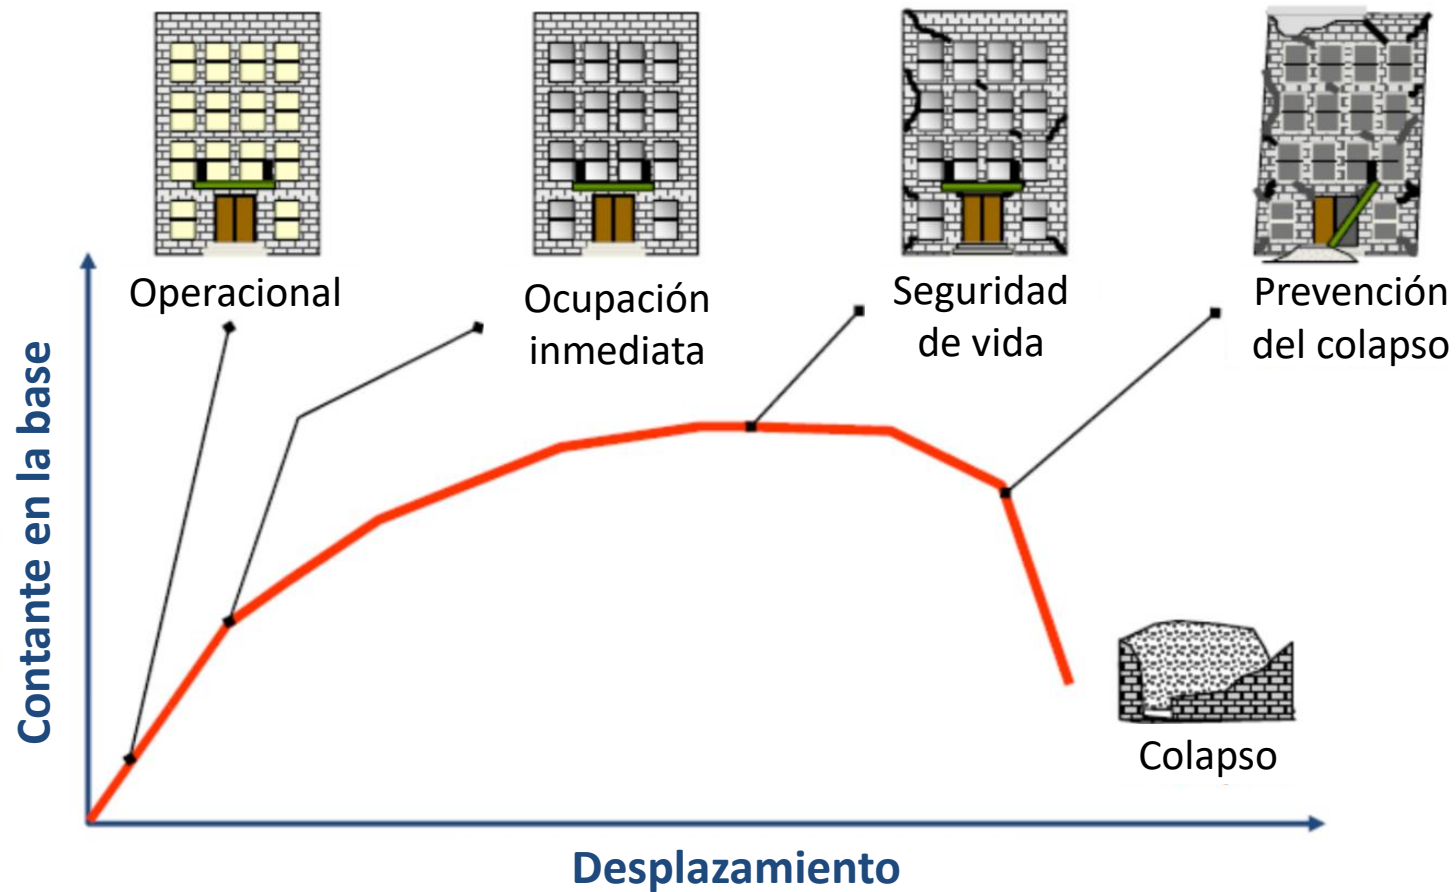 Operacional
Ocupación
inmediata
Seguridad
de vida
Prevención
del colapso
Contante en la base
Colapso
Desplazamiento